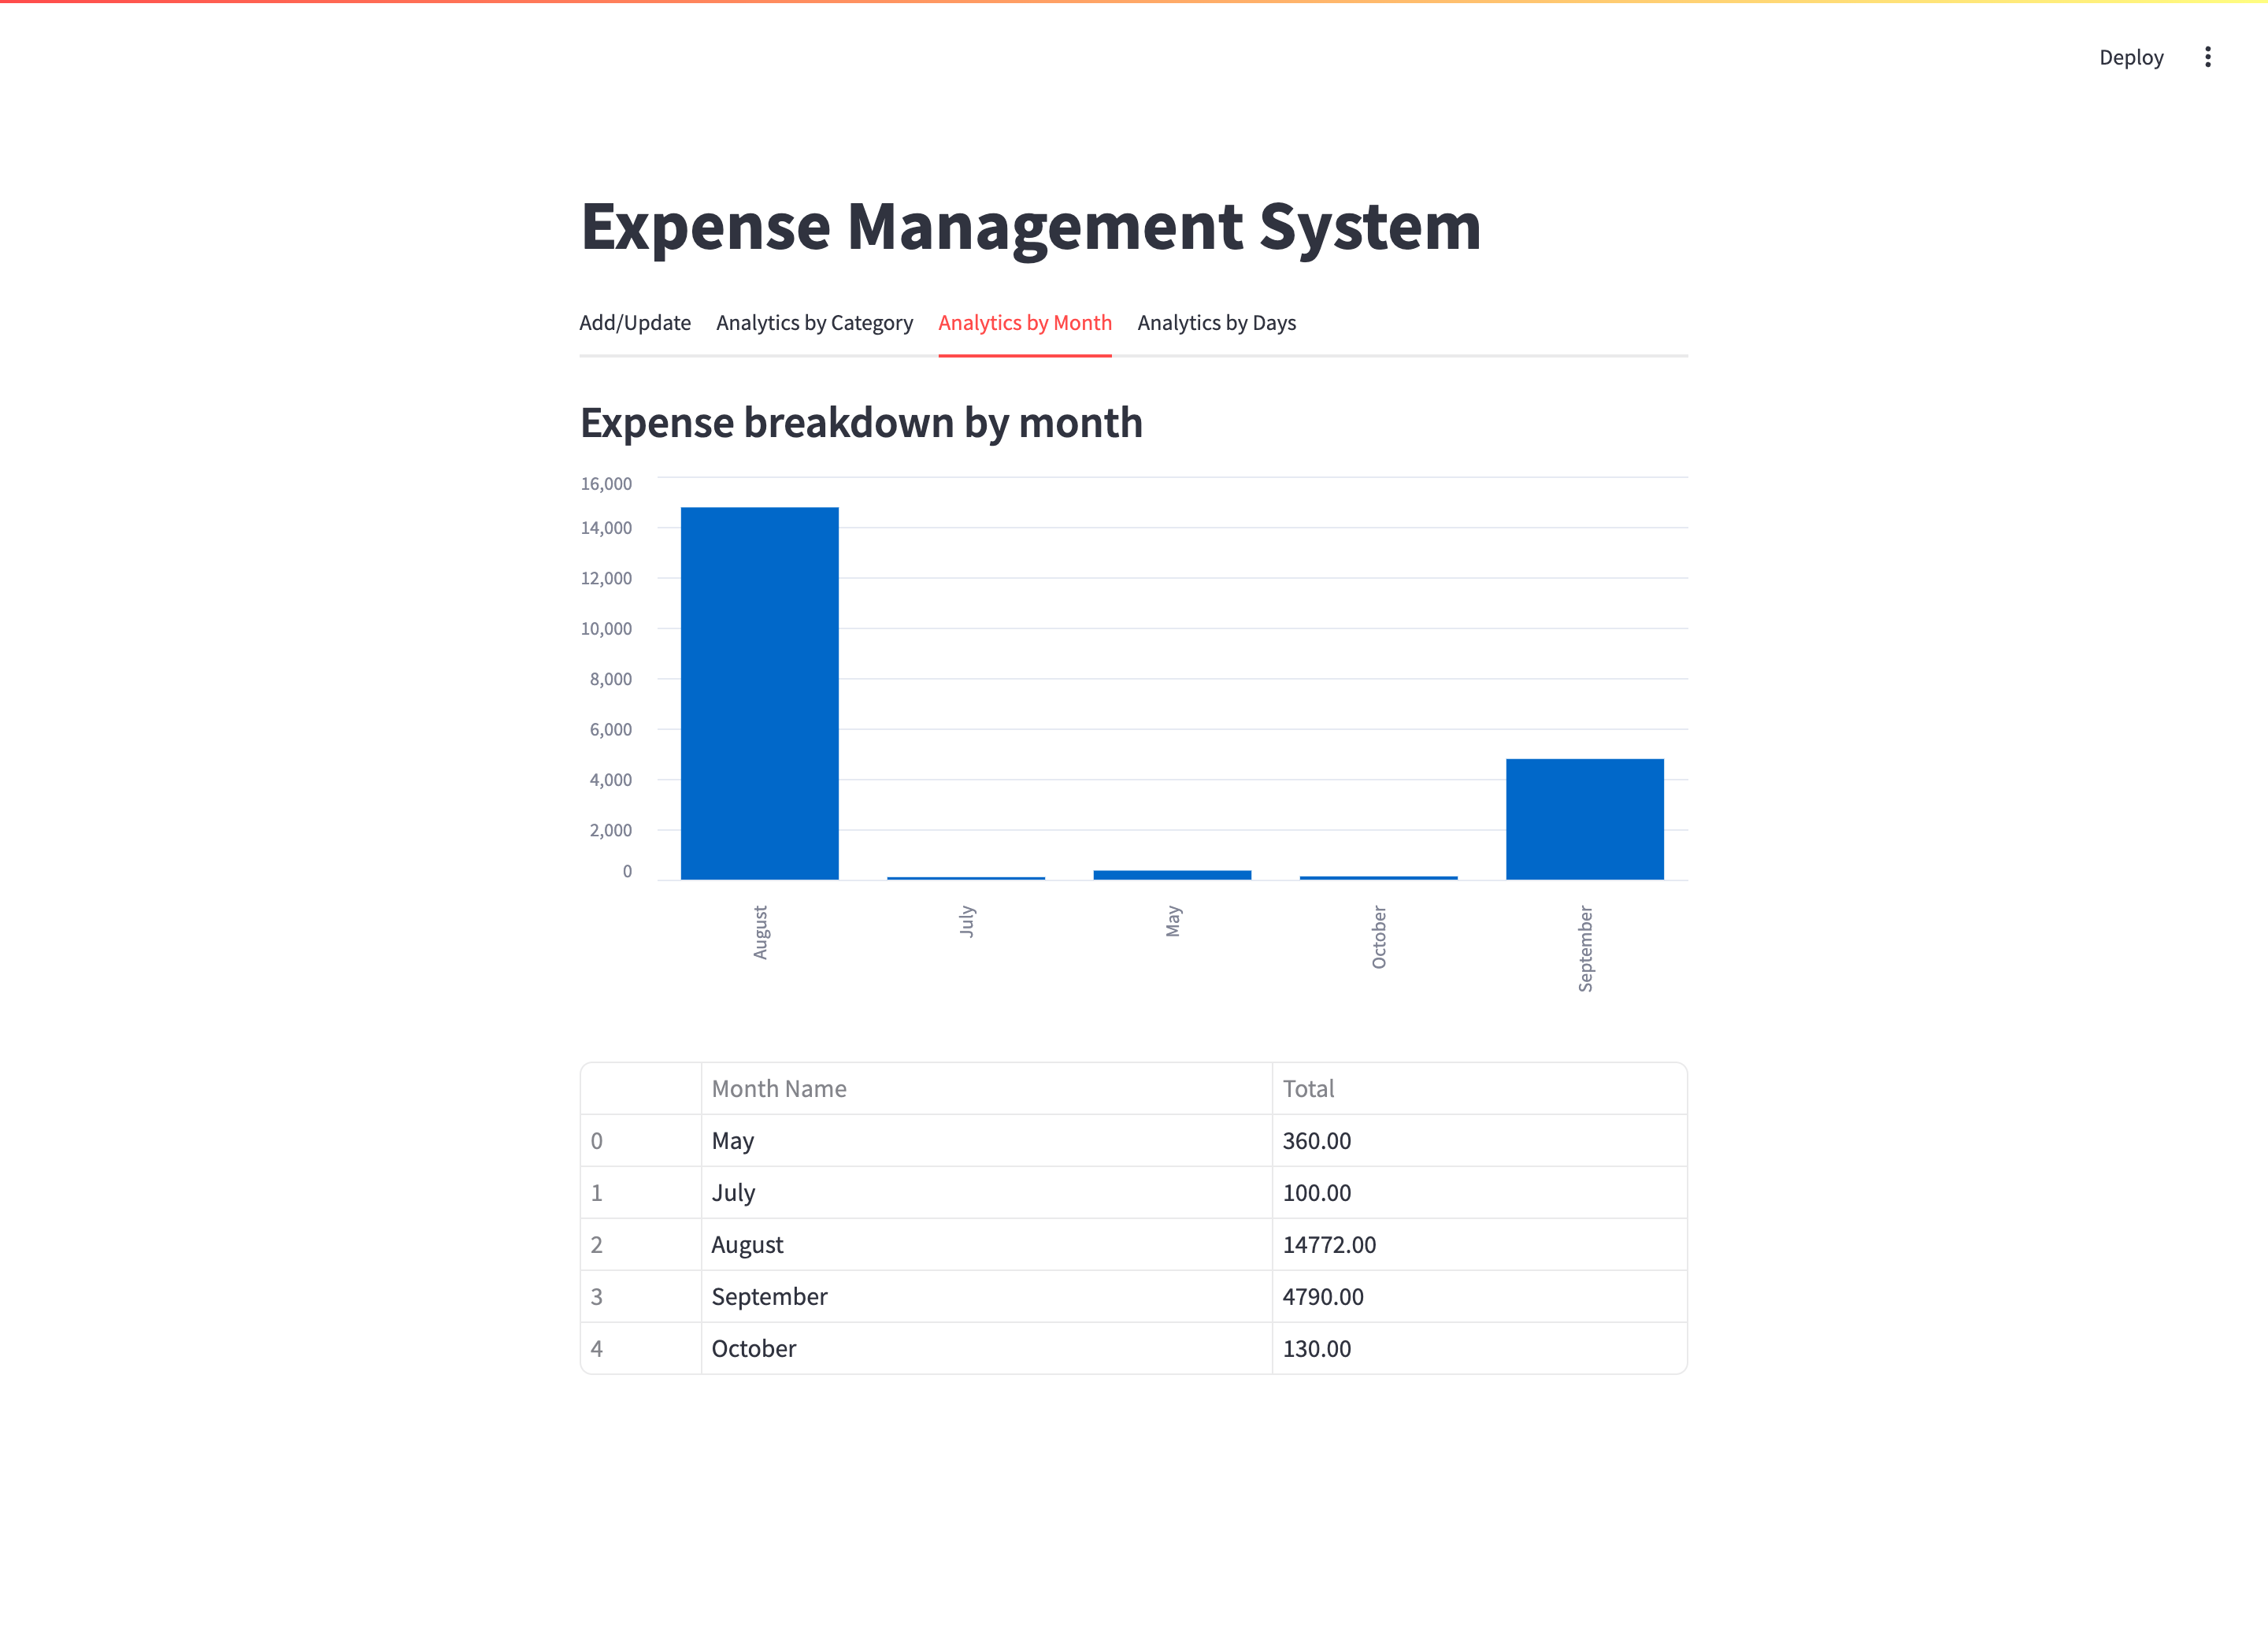 Deploy
Expense Management System
Add/Update Analytics by Category Analytics by Month Analytics by Days
Expense breakdown by month
16,000
14,000
12,000
10,000
8,000
6,000
4,000
2,000
0
August July May October September
Month Name Total
0 May 360.00
1 July 100.00
2 August 14772.00
3 September 4790.00
4 October 130.00